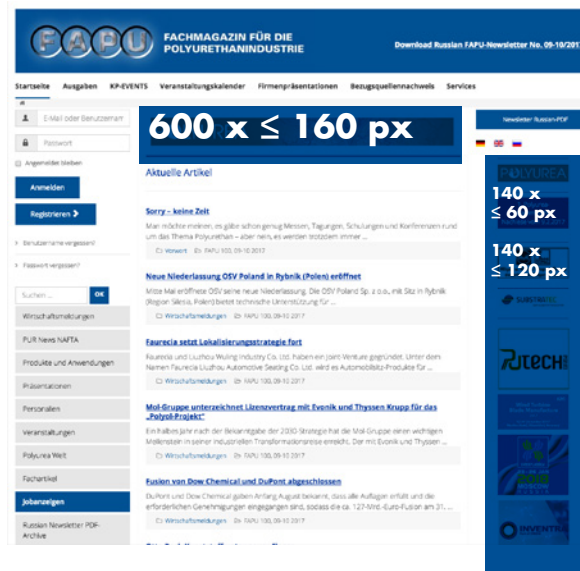 FAPU
FACHMAGAZIN FÜR DIE
POLYURETHANINDUSTRIE
Download Russian FAPU-Newsletter No. 09-10/2017
Startseite Ausgaben KP-EVENTS Veranstaltungskalender Firmenpräsentationen Bezugsquellennachweis Services
E-Mail oder Benutzernam
Passwort
Angemeldet bleiben
Anmelden
Registrieren
Benutzername vergessen?
Passwort vergessen?
Suchen ... OK
Wirtschaftsmeldungen
PUR News NAFTA
Produkte und Anwendungen
Präsentationen
Personalien
Veranstaltungen
Polyurea Welt
Fachartikel
Jobanzeigen
Russian Newsletter PDF-
Archive
600 x ≤ 160 px
Aktuelle Artikel
Sorry – keine Zeit
Man möchte meinen, es gäbe schon genug Messen, Tagungen, Schulungen und Konferenzen rund
um das Thema Polyurethan – aber nein, es werden trotzdem immer ...
Vorwort FAPU 100, 09-10 2017
Neue Niederlassung OSV Poland in Rybnik (Polen) eröffnet
Mitte Mai eröffnete OSV seine neue Niederlassung. Die OSV Poland Sp. z o.o., mit Sitz in Rybnik
(Region Silesia, Polen) bietet technische Unterstützung für ...
Wirtschaftsmeldungen FAPU 100, 09-10 2017
Faurecia setzt Lokalisierungsstrategie fort
Faurecia und Liuzhou Wuling Industry Co. Ltd. haben ein Joint-Venture gegründet. Unter dem
Namen Faurecia Liuzhou Automotive Seating Co. Ltd. wird es Automobilsitz-Produkte für ...
Wirtschaftsmeldungen FAPU 100, 09-10 2017
Mol-Gruppe unterzeichnet Lizenzvertrag mit Evonik und Thyssen Krupp für das
„Polyol-Projekt"
Ein halbes Jahr nach der Bekanntgabe der 2030-Strategie hat die Mol-Gruppe einen wichtigen
Meilenstein in seiner industriellen Transformationsreise erreicht. Der mit Evonik und Thyssen ...
Wirtschaftsmeldungen FAPU 100, 09-10 2017
Fusion von Dow Chemical und DuPont abgeschlossen
DuPont und Dow Chemical gaben Anfang August bekannt, dass alle Auflagen erfüllt und die
erforderlichen Genehmigungen eingegangen sind, sodass die ca. 127-Mrd.-Euro-Fusion am 31. ...
Wirtschaftsmeldungen FAPU 100, 09-10 2017
Newsletter Russian-PDF
POLYUREA
140 x
≤ 60 px
140 x
≤ 120 px
SUBSTRATEC
RJTECH
INVENTEX